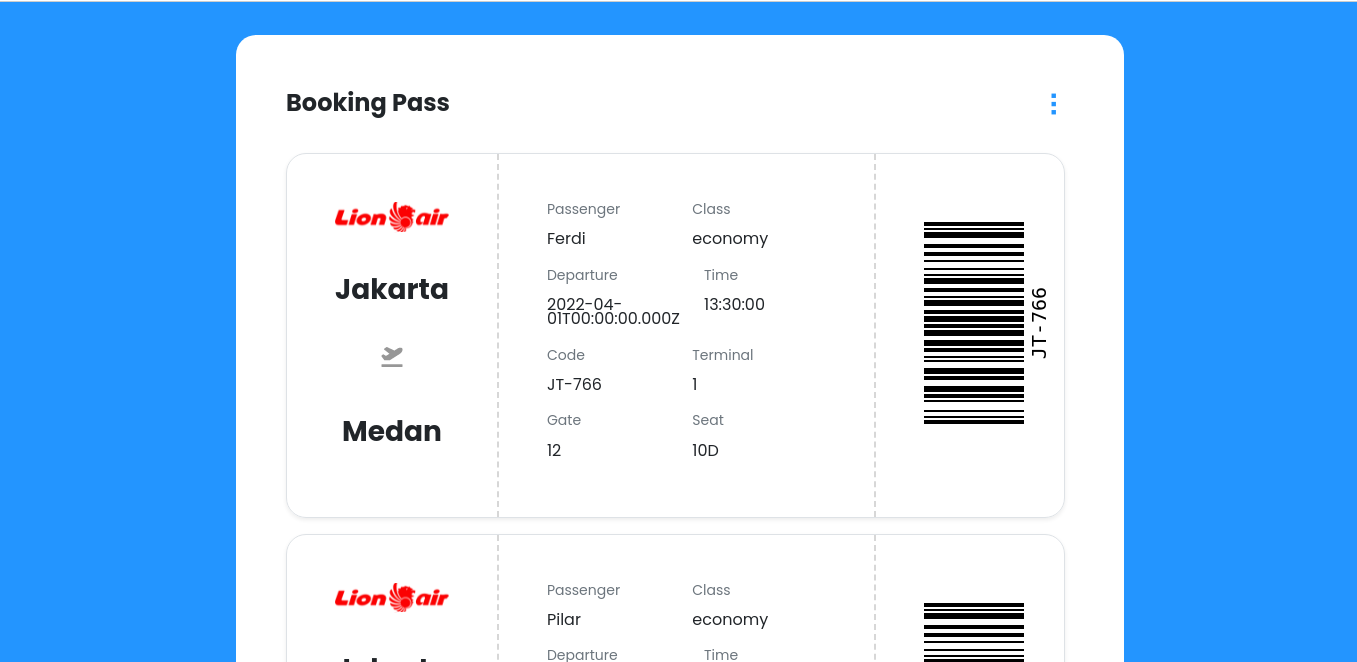 Booking Pass
Lion air
Jakarta
Medan
Passenger Class
Ferdi economy
Departure Time
2022-04-
01T00:00:00.000Z 13:30:00
Code Terminal
JT-766 1
Gate Seat
12 10D
JT-766
Lion air
Passenger Class
Pilar economy
Departure Time